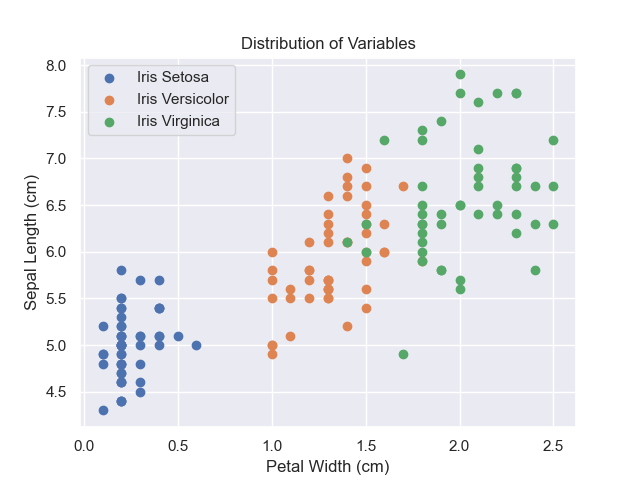 Distribution of Variables
Iris Setosa
Iris Versicolor
Iris Virginica
Sepal Length (cm)
8.0
7.5
7.0
6.5
6.0
5.5
5.0
4.5
0.0 0.5 1.0 1.5 2.0 2.5
Petal Width (cm)